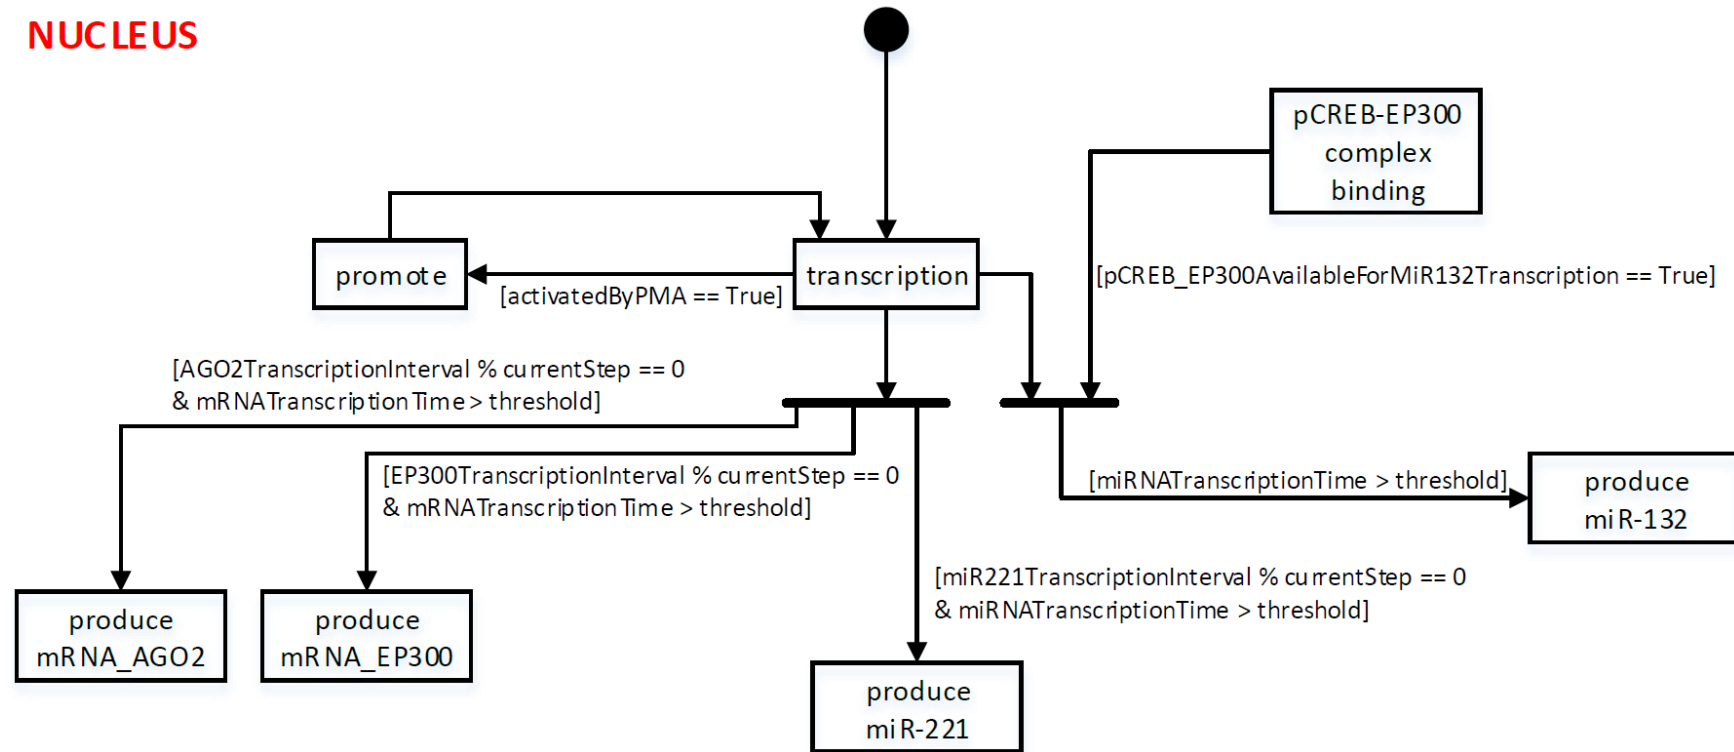 NUCLEUS
pCREB-EP300
complex
binding
promote
transcription
[activatedByPMA == True]
[pCREB_EP300AvailableForMiR132Transcription == True]
[AGO2TranscriptionInterval % currentStep == 0
& mRNATranscriptionTime > threshold]
[EP300TranscriptionInterval % currentStep == 0
& mRNATranscriptionTime > threshold]
[miRNATranscriptionTime > threshold]
produce
miR-132
[miR221TranscriptionInterval % currentStep == 0
& miRNATranscriptionTime > threshold]
produce
mRNA_AGO2
produce
mRNA_EP300
produce
miR-221